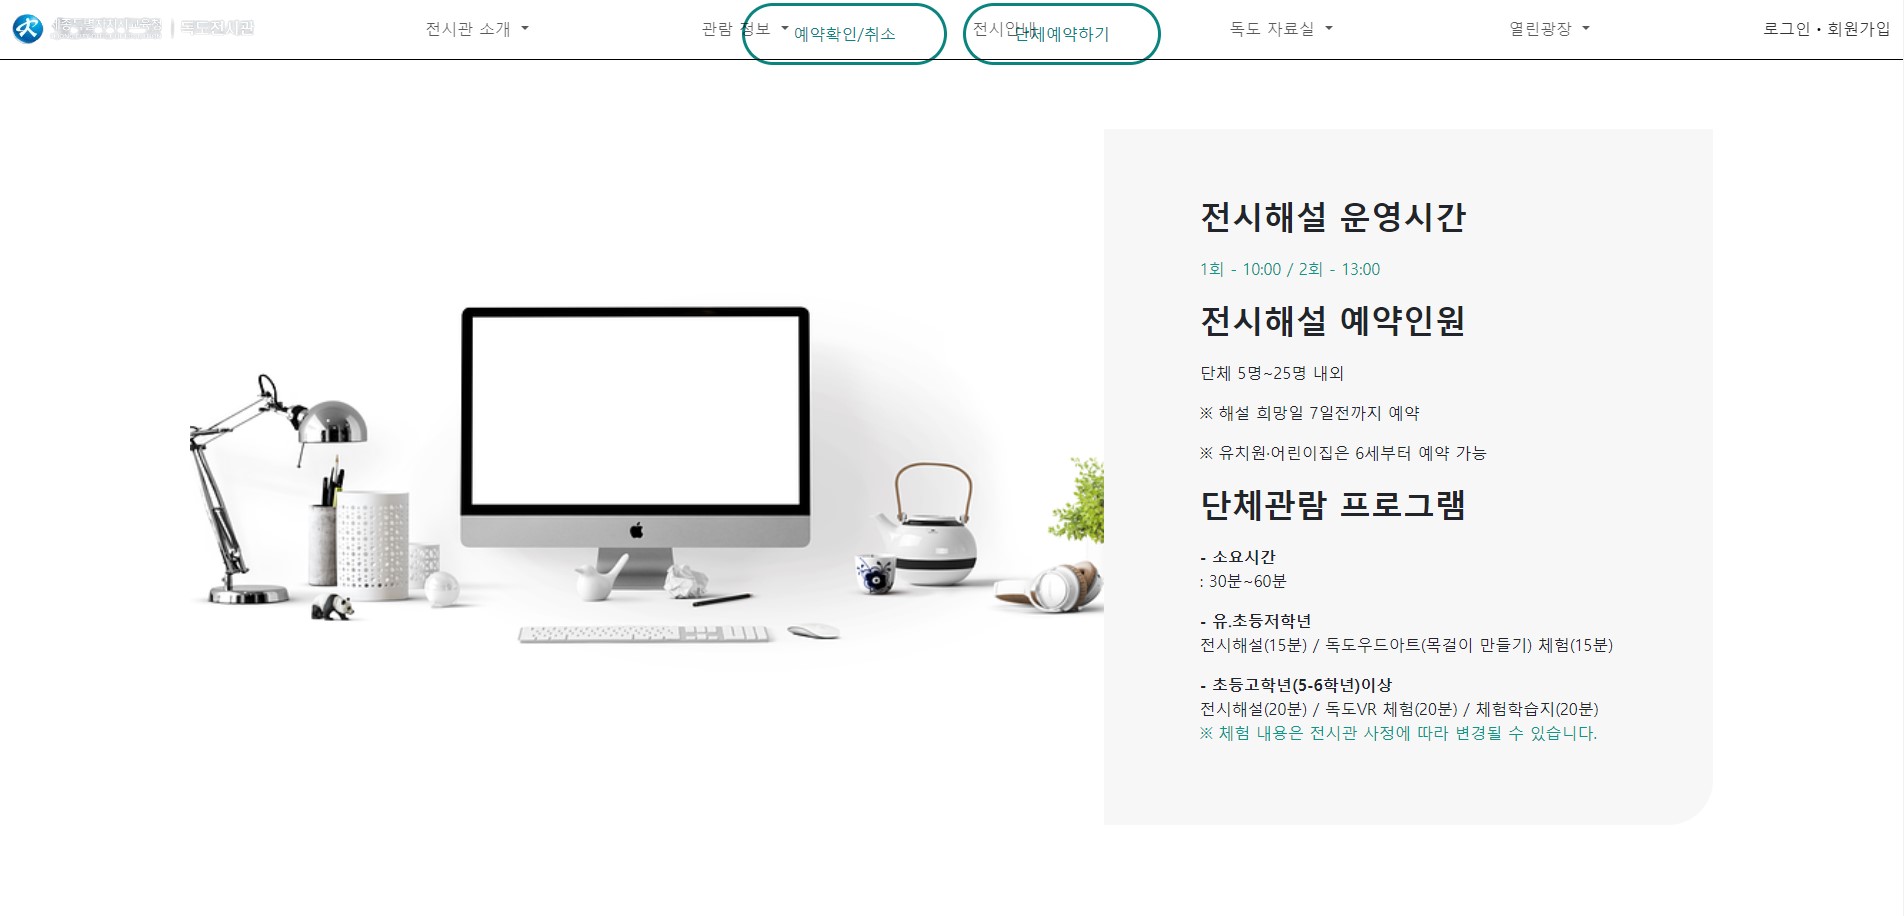 독도전시관
전시관 소개
관람 정보
예약확인/취소
전시안내
단체예약하기
독도 자료실
열린광장
로그인 • 회원가입
전시해설 운영시간
1회 - 10:00 / 2회 - 13:00
전시해설 예약인원
단체 5명~25명 내외
※ 해설 희망일 7일전까지 예약
※ 유치원·어린이집은 6세부터 예약 가능
단체관람 프로그램
- 소요시간
: 30분~60분
- 유.초등저학년
전시해설(15분) / 독도우드아트(목걸이 만들기) 체험(15분)
- 초등고학년(5-6학년)이상
전시해설(20분) / 독도VR 체험(20분) / 체험학습지(20분)
※ 체험 내용은 전시관 사정에 따라 변경될 수 있습니다.